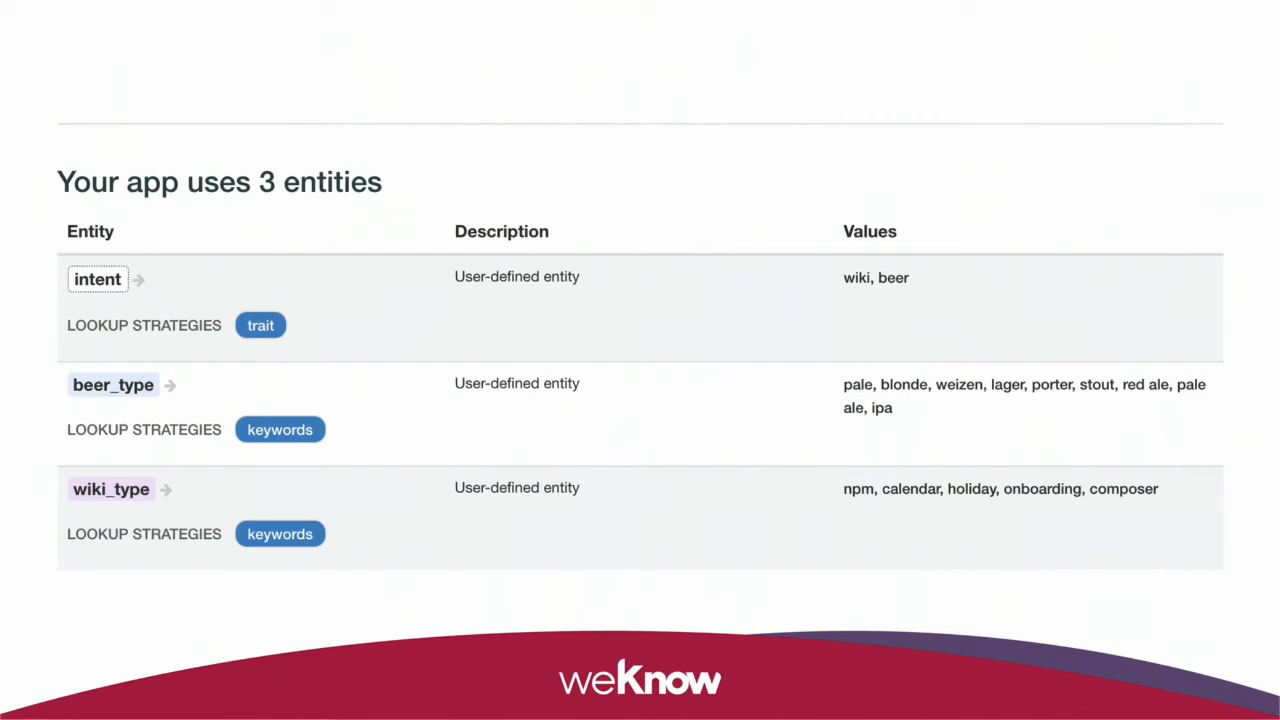 Your app uses 3 entities
Entity Description Values
intent User-defined entity wiki, beer
LOOKUP STRATEGIES trait
beer_type User-defined entity pale, blonde, weizen, lager, porter, stout, red ale, pale
ale, ipa
LOOKUP STRATEGIES keywords
wiki_type User-defined entity npm, calendar, holiday, onboarding, composer
LOOKUP STRATEGIES keywords
weKnow